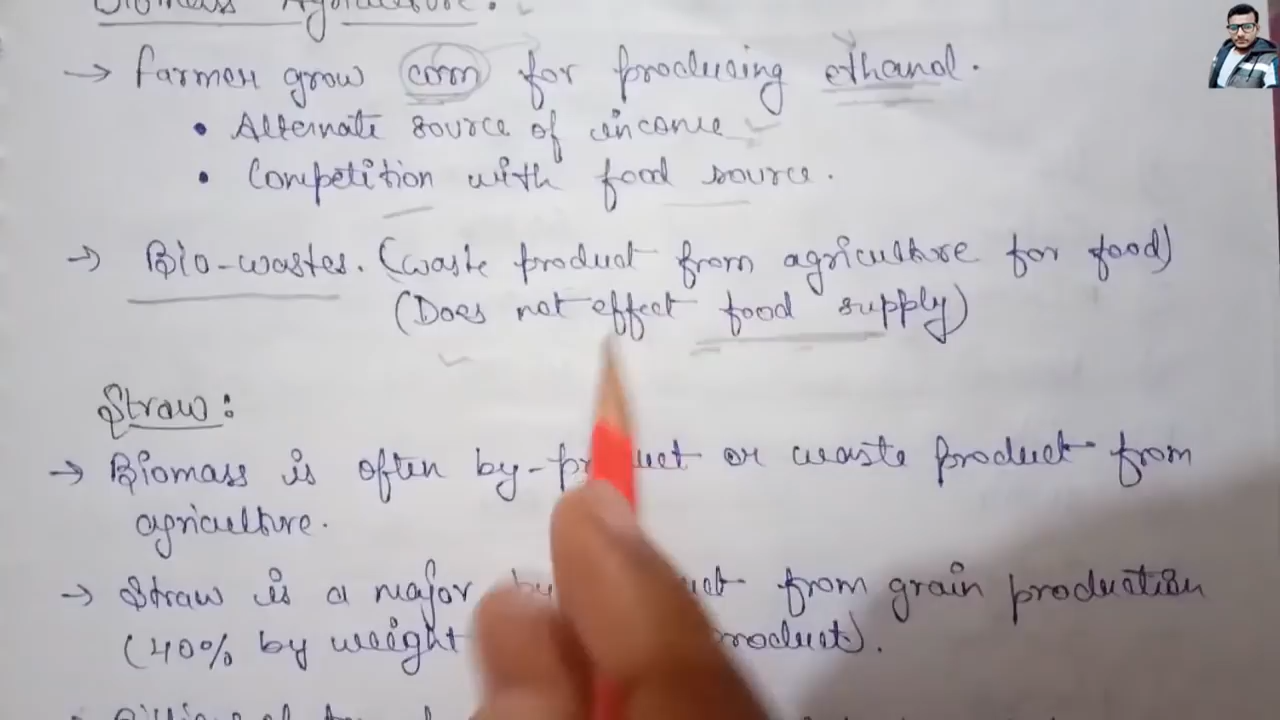 Biomass Agriculture.
→ farmer grow corn for producing ethanol.
• Alternate source of income
• Competition with food source.
→ Bio-wastes. (waste product from agriculture for food)
(Does not effect food supply)
Straw:
→ Biomass is often by- or waste product from
agriculture.
→ Straw is a major from grain production
(40% by weight product).